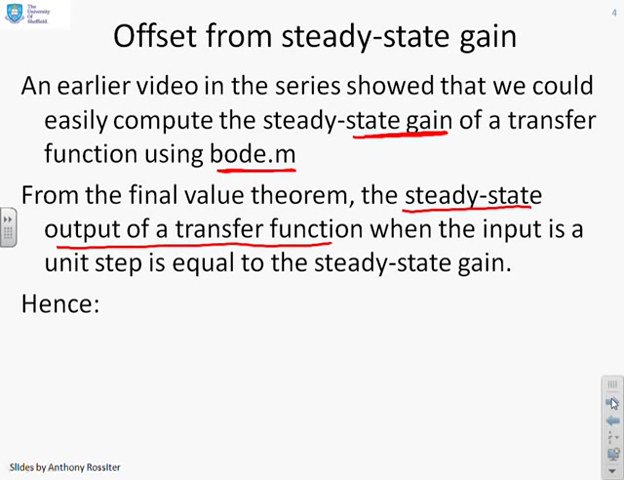 The
University
Of
Sheffield.
4
Offset from steady-state gain
An earlier video in the series showed that we could
easily compute the steady-state gain of a transfer
function using bode.m
From the final value theorem, the steady-state
output of a transfer function when the input is a
unit step is equal to the steady-state gain.
Hence:
Slides by Anthony Rossiter